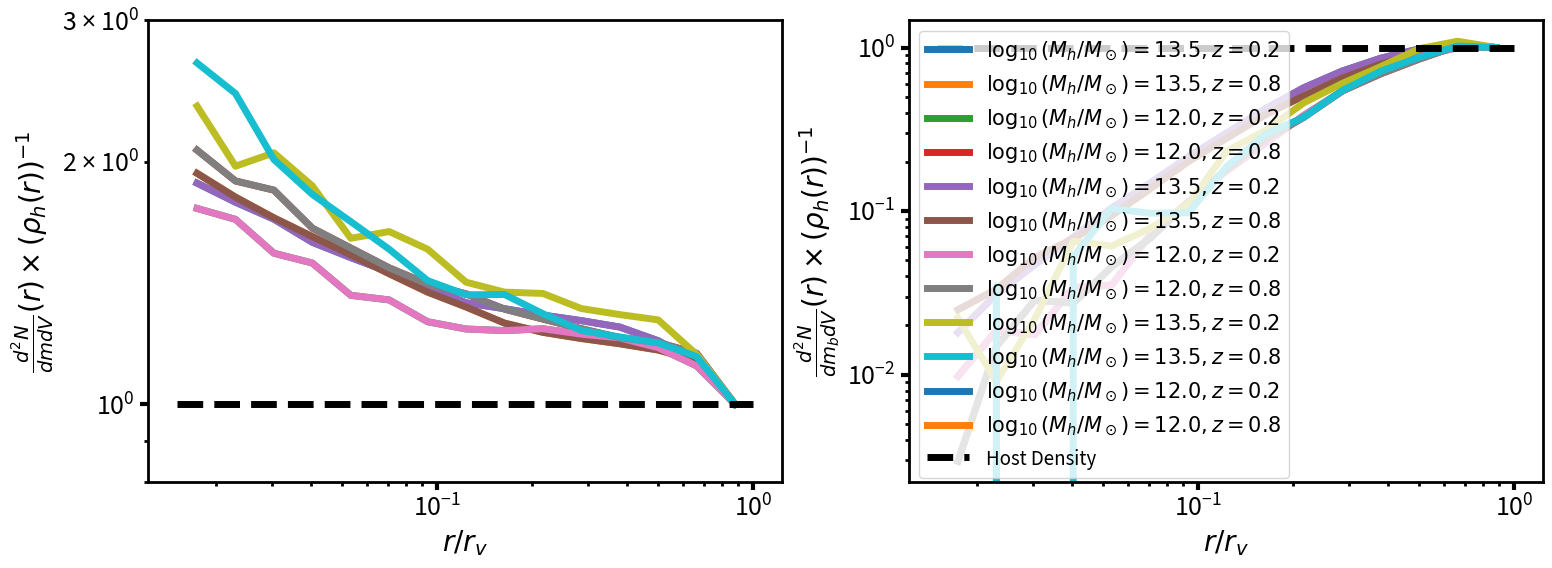 3 × 10⁰
2 × 10⁰
10⁰
d²N/dmdV (r) × (ρ_h(r))⁻¹
10⁻¹ 10⁰
r/r_v
10⁰
10⁻¹
10⁻²
d²N/dm_bdV (r) × (ρ_h(r))⁻¹
log₁₀(M_h/M_⊙) = 13.5, z = 0.2
log₁₀(M_h/M_⊙) = 13.5, z = 0.8
log₁₀(M_h/M_⊙) = 12.0, z = 0.2
log₁₀(M_h/M_⊙) = 12.0, z = 0.8
log₁₀(M_h/M_⊙) = 13.5, z = 0.2
log₁₀(M_h/M_⊙) = 13.5, z = 0.8
log₁₀(M_h/M_⊙) = 12.0, z = 0.2
log₁₀(M_h/M_⊙) = 12.0, z = 0.8
log₁₀(M_h/M_⊙) = 13.5, z = 0.2
log₁₀(M_h/M_⊙) = 13.5, z = 0.8
log₁₀(M_h/M_⊙) = 12.0, z = 0.2
log₁₀(M_h/M_⊙) = 12.0, z = 0.8
Host Density
10⁻¹ 10⁰
r/r_v